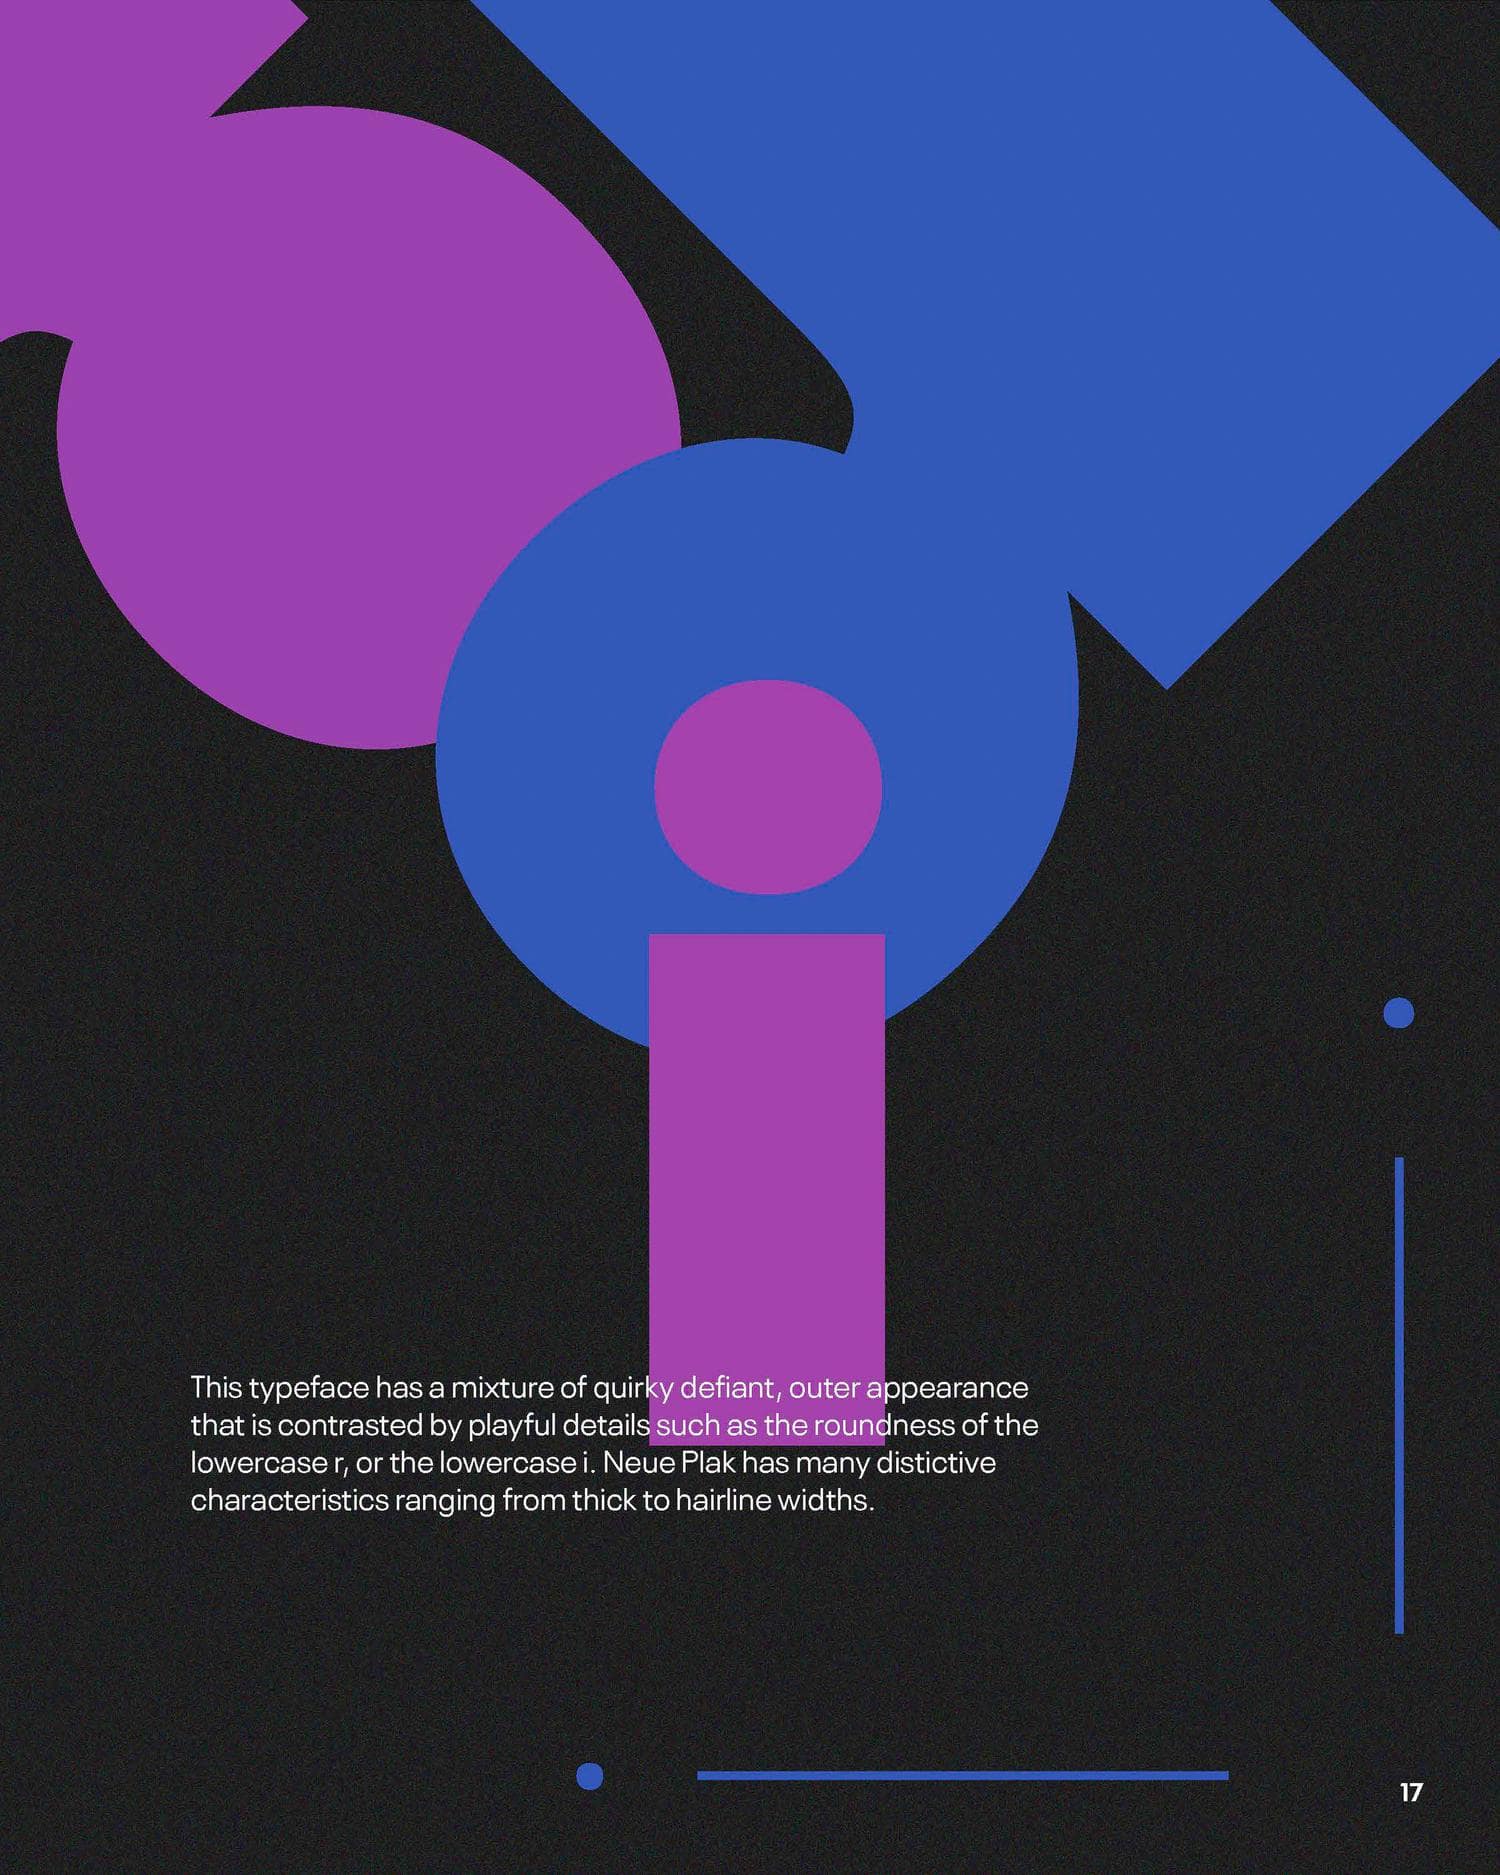 This typeface has a mixture of quirky defiant, outer appearance
that is contrasted by playful details such as the roundness of the
lowercase r, or the lowercase i. Neue Plak has many distictive
characteristics ranging from thick to hairline widths.
17